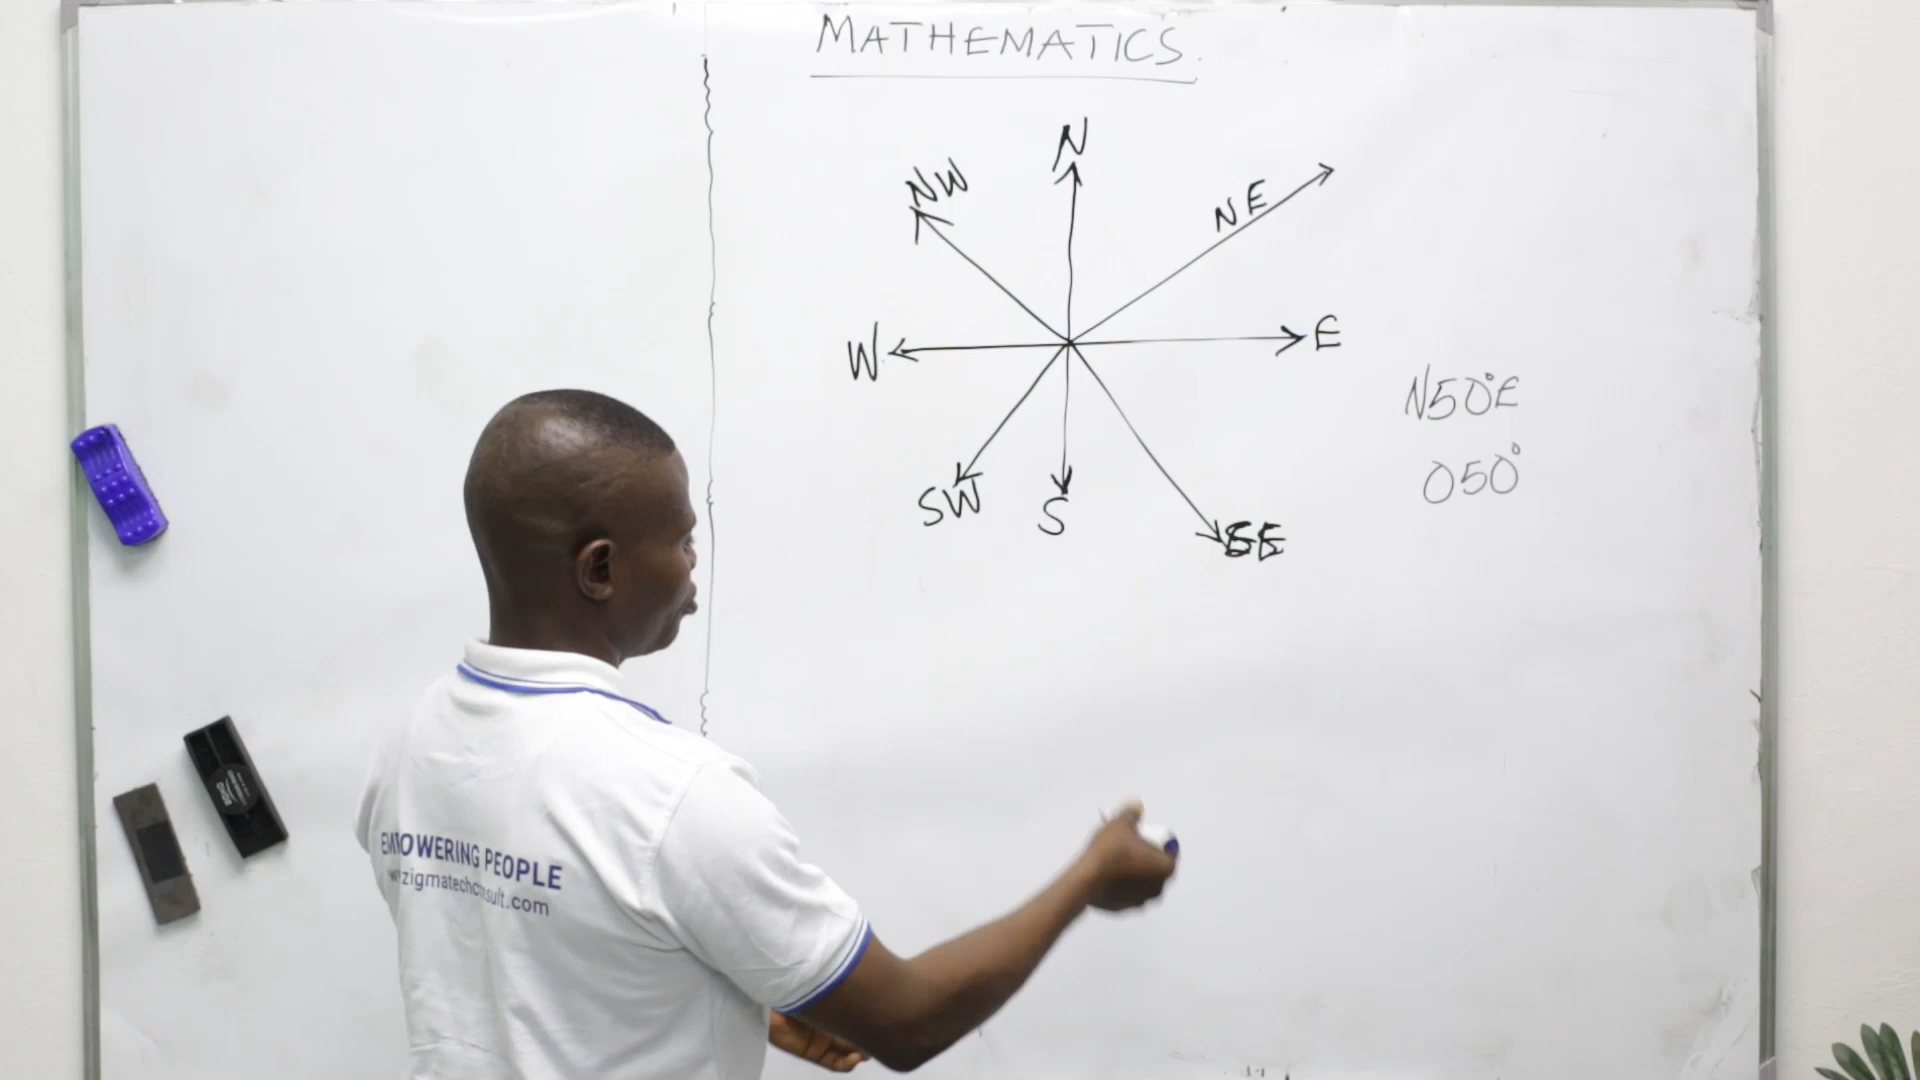 MATHEMATICS.
N
NW
NE
W
E
N50°E
050°
SW
S
SE
EMPOWERING PEOPLE
www.zigmatechconsult.com